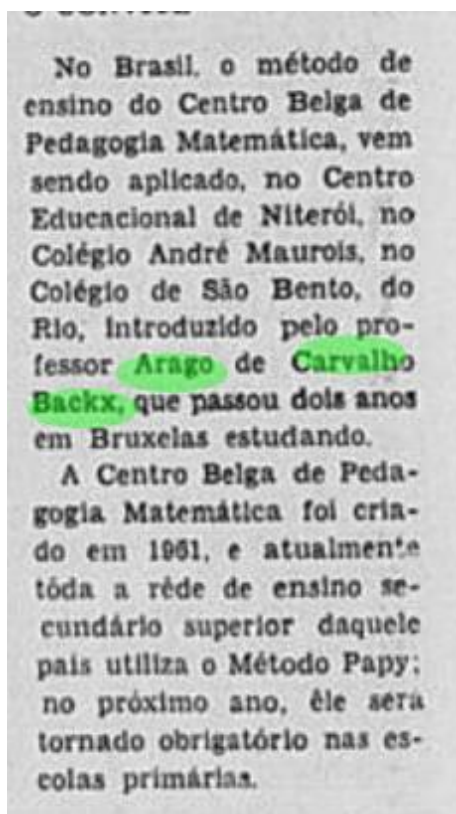 No Brasil, o método de
ensino do Centro Belga de
Pedagogia Matemática, vem
sendo aplicado, no Centro
Educacional de Niterói, no
Colégio André Maurois, no
Colégio de São Bento, do
Rio, introduzido pelo pro-
fessor Arago de Carvalho
Backx, que passou dois anos
em Bruxelas estudando.
A Centro Belga de Peda-
gogia Matemática foi cria-
do em 1961, e atualmente
tôda a rêde de ensino se-
cundário superior daquele
país utiliza o Método Papy;
no próximo ano, êle será
tornado obrigatório nas es-
colas primárias.